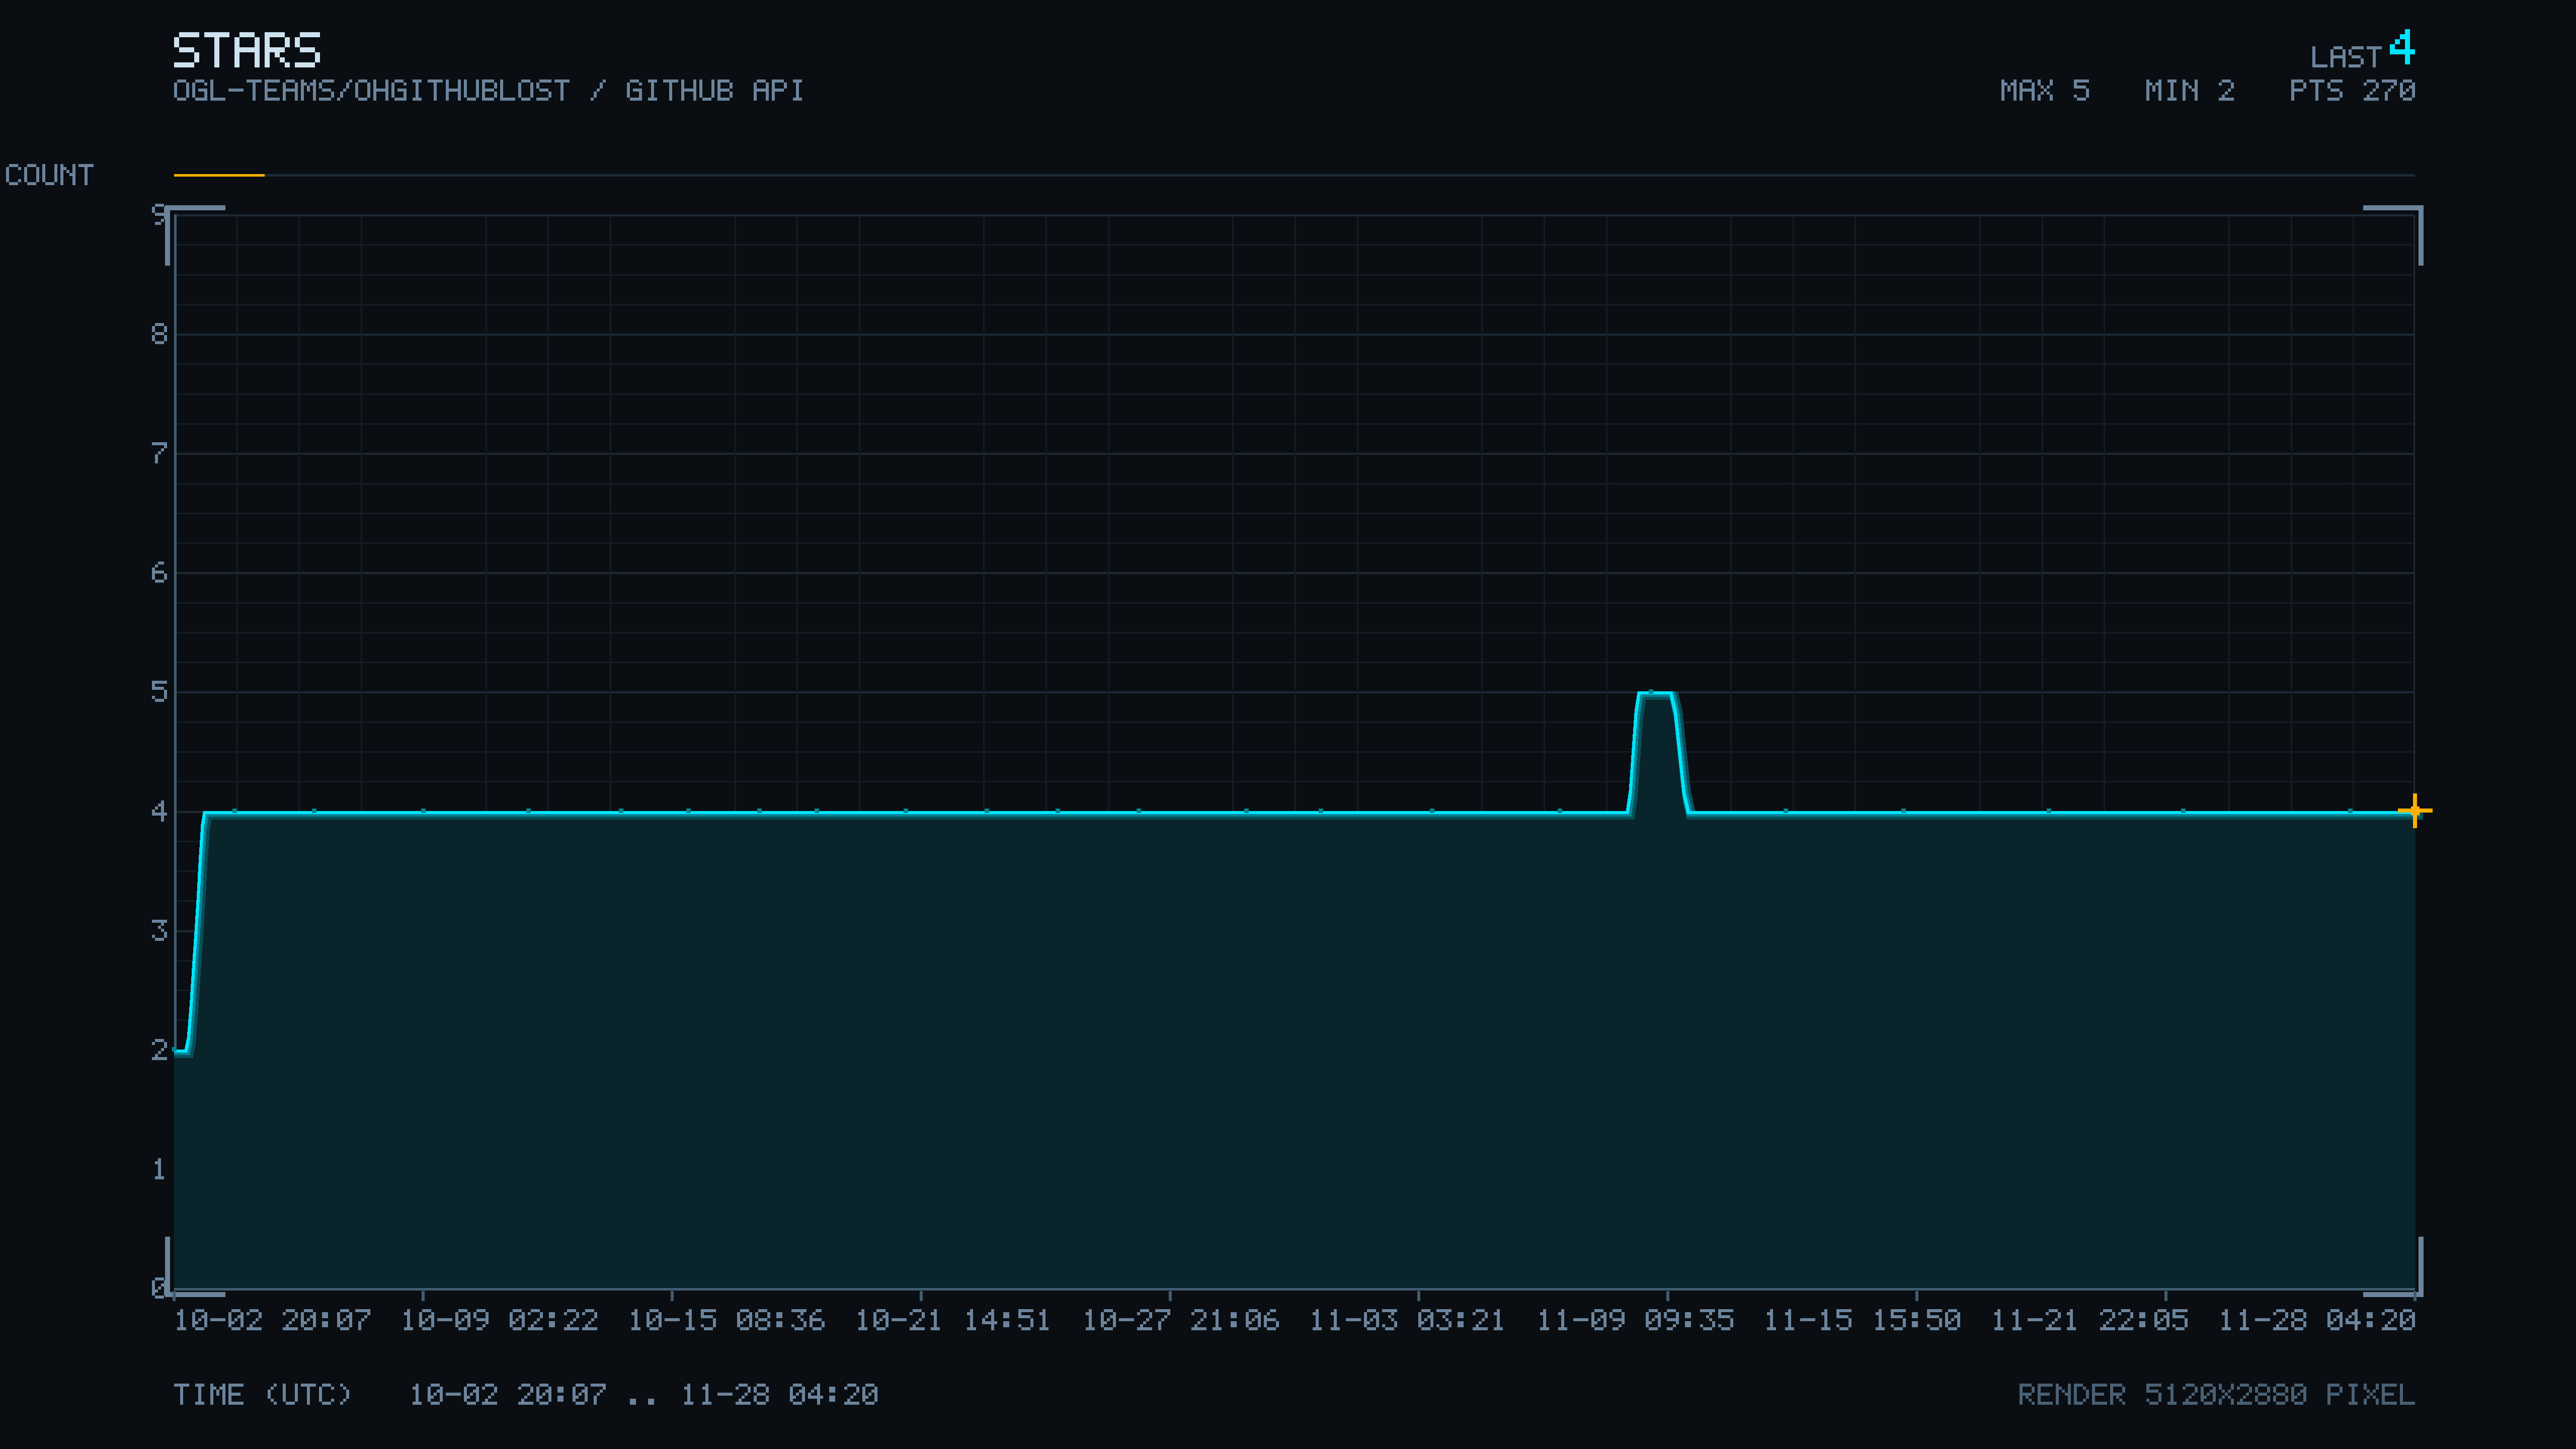 STARS
LAST 4
OGL-TEAMS/OHGITHUBLOST / GITHUB API
MAX 5 MIN 2 PTS 270
COUNT
9
8
7
6
5
4
3
2
1
0
10-02 20:07 10-09 02:22 10-15 08:36 10-21 14:51 10-27 21:06 11-03 03:21 11-09 09:35 11-15 15:50 11-21 22:05 11-28 04:20
TIME (UTC) 10-02 20:07 .. 11-28 04:20
RENDER 5120X2880 PIXEL